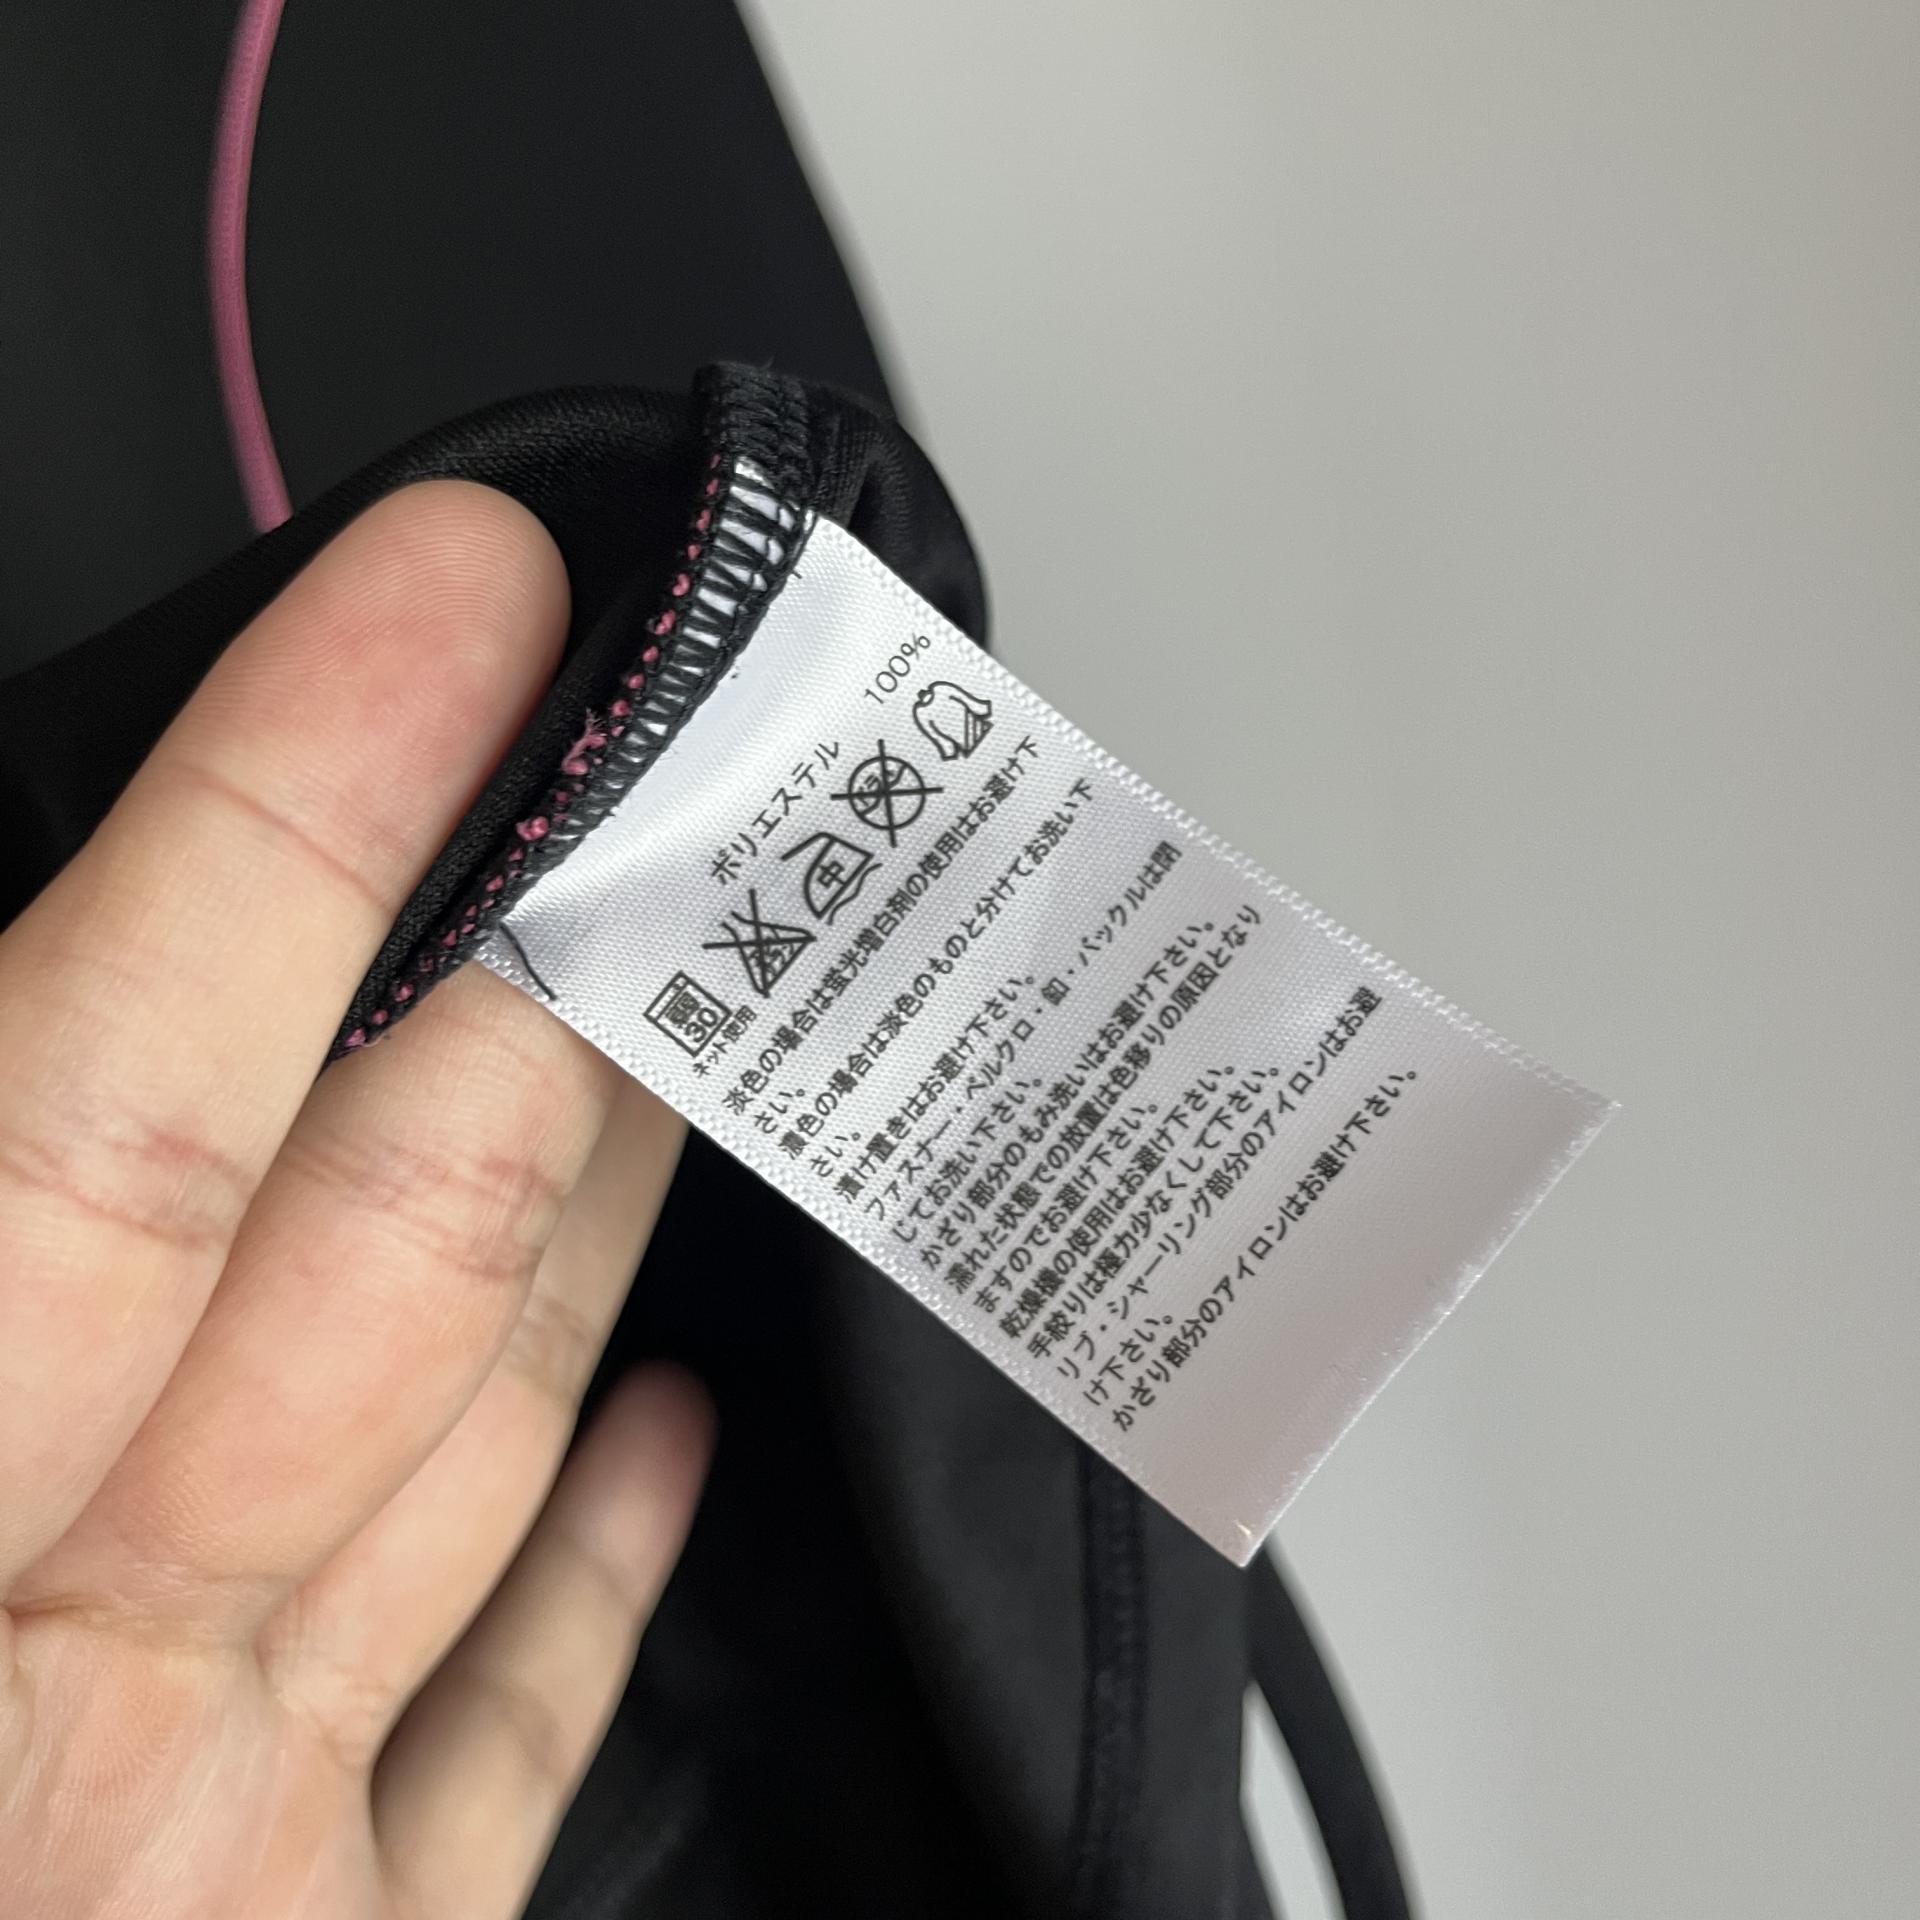 ポリエステル 100%
30 中
ネット使用
淡色の場合は蛍光増白剤の使用はお避け下
さい。
濃色の場合は淡色のものと分けてお洗い下
さい。
漬け置きはお避け下さい。
ファスナー・ベルクロ・釦・バックルは閉
じてお洗い下さい。
かざり部分のもみ洗いはお避け下さい。
濡れた状態での放置は色移りの原因となり
ますのでお避け下さい。
乾燥機の使用はお避け下さい。
手絞りは極力少なくして下さい。
リブ・シャーリング部分のアイロンはお避
け下さい。
かざり部分のアイロンはお避け下さい。